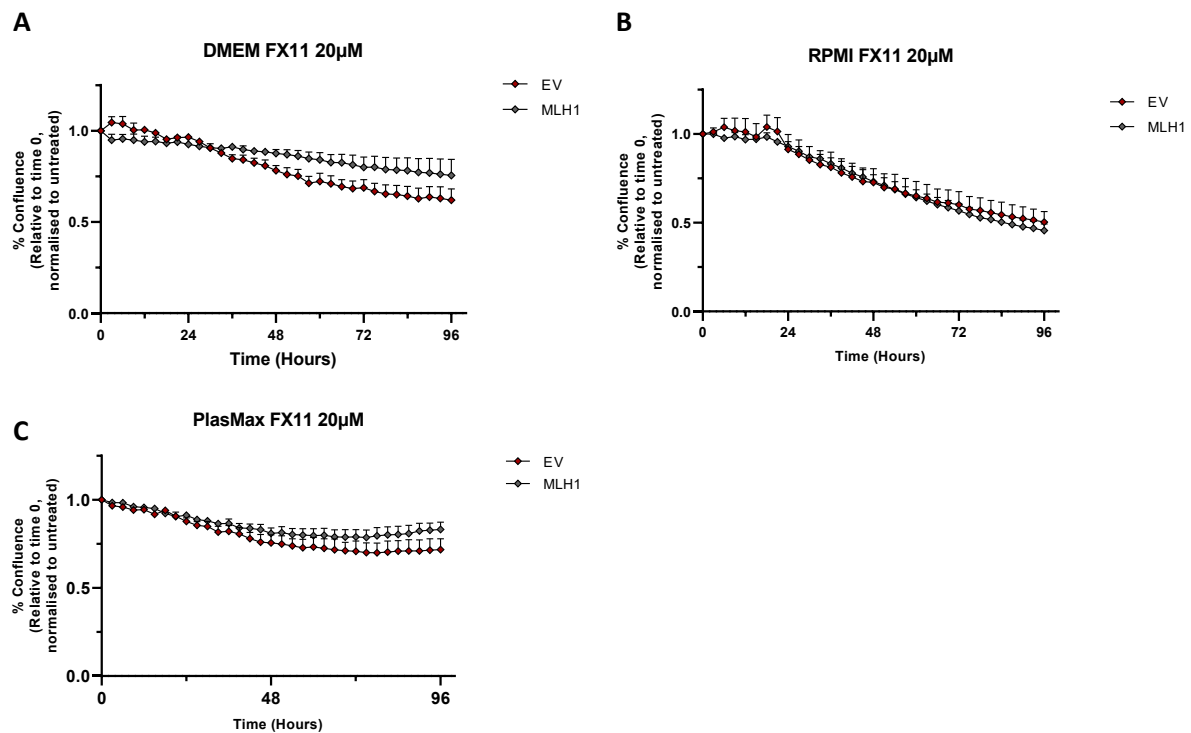 A
DMEM FX11 20µM
% Confluence
(Relative to time 0,
normalised to untreated)
1.0
0.5
0.0
0
24
48
72
96
Time (Hours)
EV
MLH1
B
RPMI FX11 20µM
% Confluence
(Relative to time 0,
normalised to untreated)
1.0
0.5
0.0
0
24
48
72
96
Time (Hours)
EV
MLH1
C
PlasMax FX11 20µM
% Confluence
(Relative to time 0,
normalised to untreated)
1.0
0.5
0.0
0
48
96
Time (Hours)
EV
MLH1